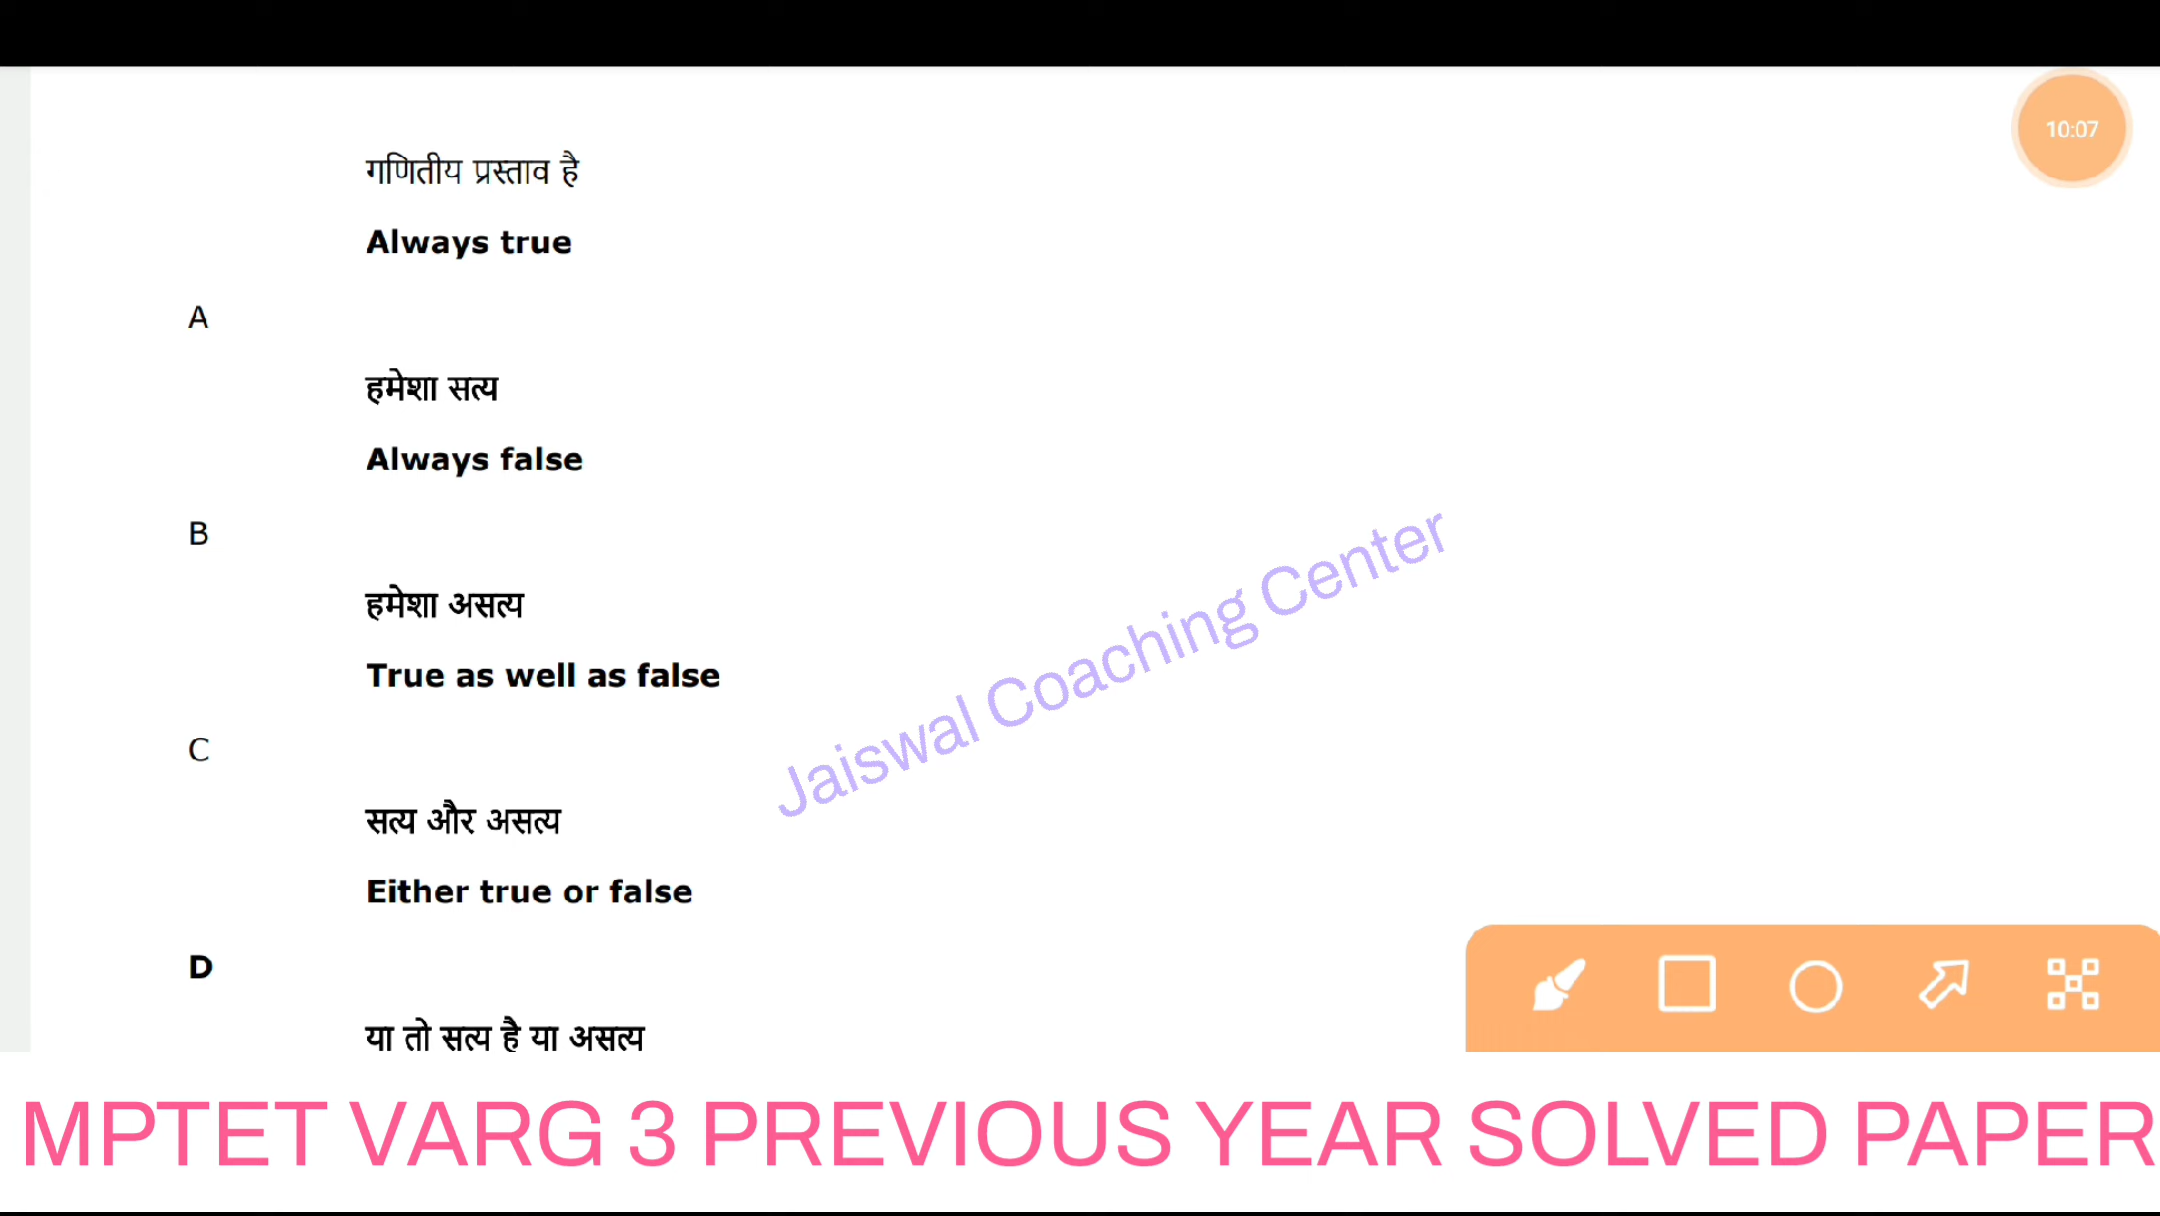 10:07
गणितीय प्रस्ताव है
Always true
A
हमेशा सत्य
Always false
B
हमेशा असत्य
True as well as false
C
सत्य और असत्य
Either true or false
D
या तो सत्य है या असत्य
Jaiswal Coaching Center
MPTET VARG 3 PREVIOUS YEAR SOLVED PAPER